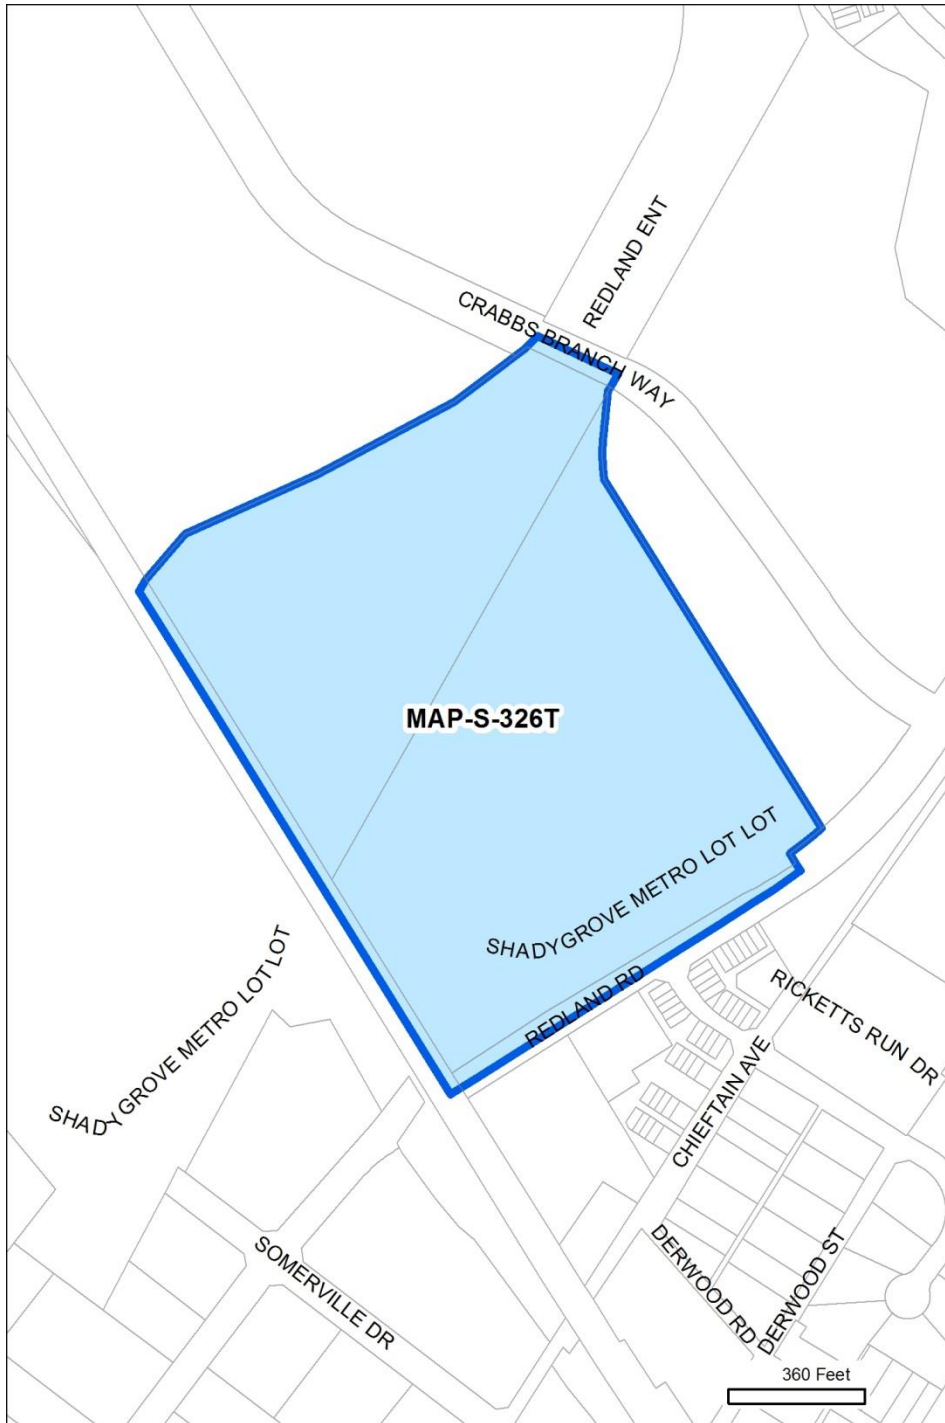 REDLAND ENT
CRABBS BRANCH WAY
MAP-S-326T
SHADYGROVE METRO LOT LOT
REDLAND RD
SHADY GROVE METRO LOT LOT
RICKETTS RUN DR
CHIEFTAIN AVE
SOMERVILLE DR
DERWOOD RD
DERWOOD ST
360 Feet